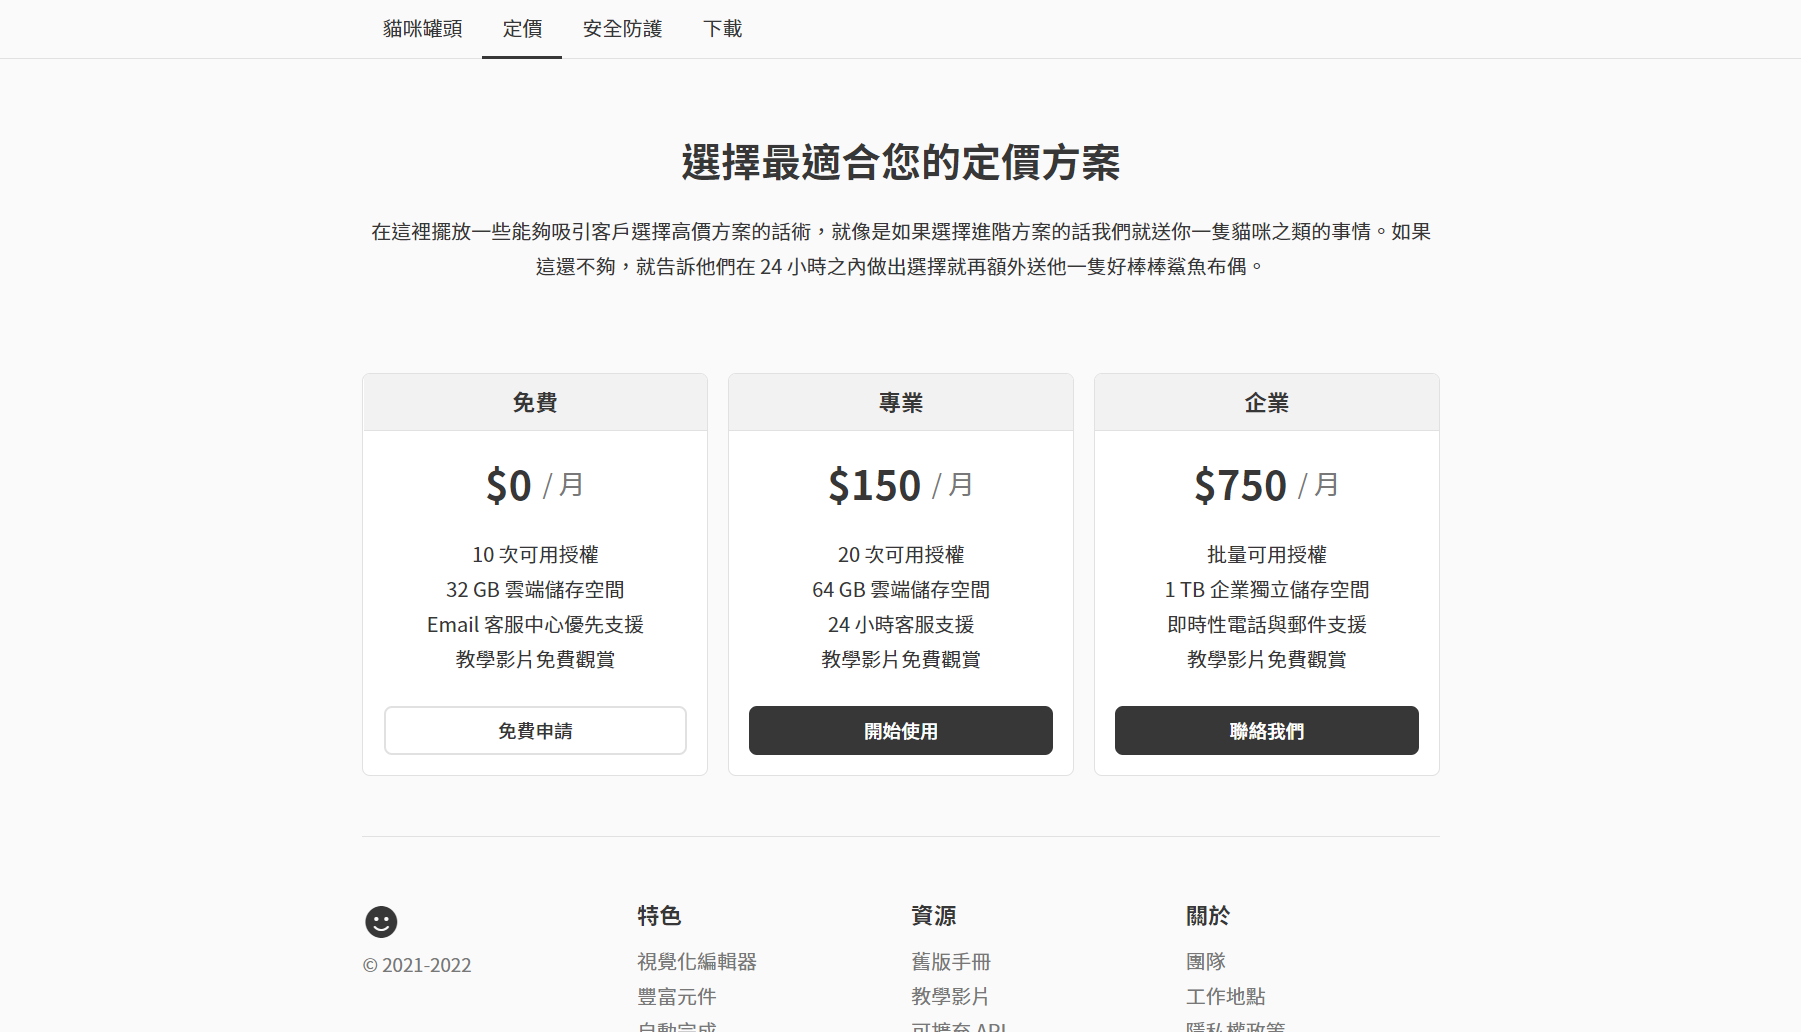 貓咪罐頭 定價 安全防護 下載
選擇最適合您的定價方案
在這裡擺放一些能夠吸引客戶選擇高價方案的話術，就像是如果選擇進階方案的話我們就送你一隻貓咪之類的事情。如果
這還不夠，就告訴他們在 24 小時之內做出選擇就再額外送他一隻好棒棒鯊魚布偶。
免費
$0 / 月
10 次可用授權
32 GB 雲端儲存空間
Email 客服中心優先支援
教學影片免費觀賞
免費申請
專業
$150 / 月
20 次可用授權
64 GB 雲端儲存空間
24 小時客服支援
教學影片免費觀賞
開始使用
企業
$750 / 月
批量可用授權
1 TB 企業獨立儲存空間
即時性電話與郵件支援
教學影片免費觀賞
聯絡我們
© 2021-2022
特色
視覺化編輯器
豐富元件
自動完成
資源
舊版手冊
教學影片
可擴充 API
關於
團隊
工作地點
隱私權政策